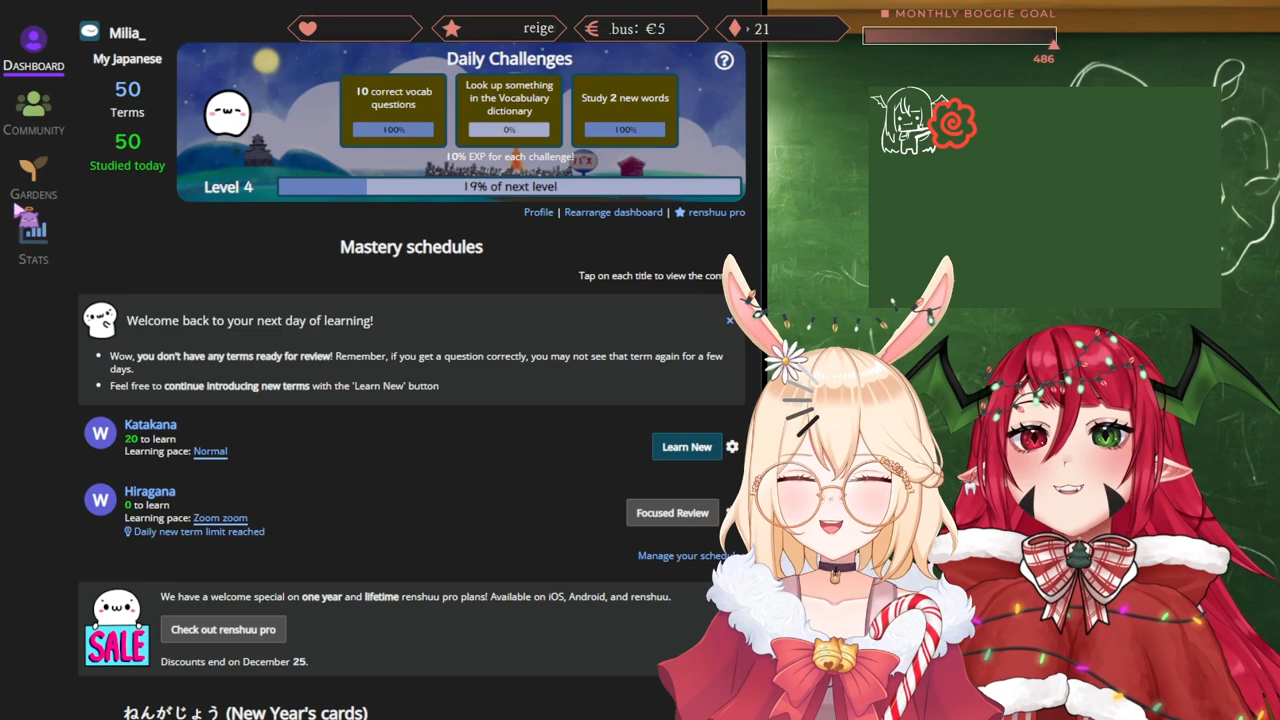 DASHBOARD
COMMUNITY
GARDENS
STATS
Milia_
My Japanese
50
Terms
50
Studied today
reige
bus: €5
› 21
MONTHLY BOGGIE GOAL
486
Daily Challenges
?
10 correct vocab
questions
100%
Look up something
in the Vocabulary
dictionary
0%
Study 2 new words
100%
10% EXP for each challenge!
Level 4
19% of next level
Profile | Rearrange dashboard | renshuu pro
Mastery schedules
Tap on each title to view the con
Welcome back to your next day of learning!
Wow, you don't have any terms ready for review! Remember, if you get a question correctly, you may not see that term again for a few
days.
Feel free to continue introducing new terms with the 'Learn New' button
W
Katakana
20 to learn
Learning pace: Normal
Learn New
W
Hiragana
0 to learn
Learning pace: Zoom zoom
Daily new term limit reached
Focused Review
Manage your schedu
SALE
We have a welcome special on one year and lifetime renshuu pro plans! Available on iOS, Android, and renshuu.
Check out renshuu pro
Discounts end on December 25.
ねんがじょう (New Year's cards)